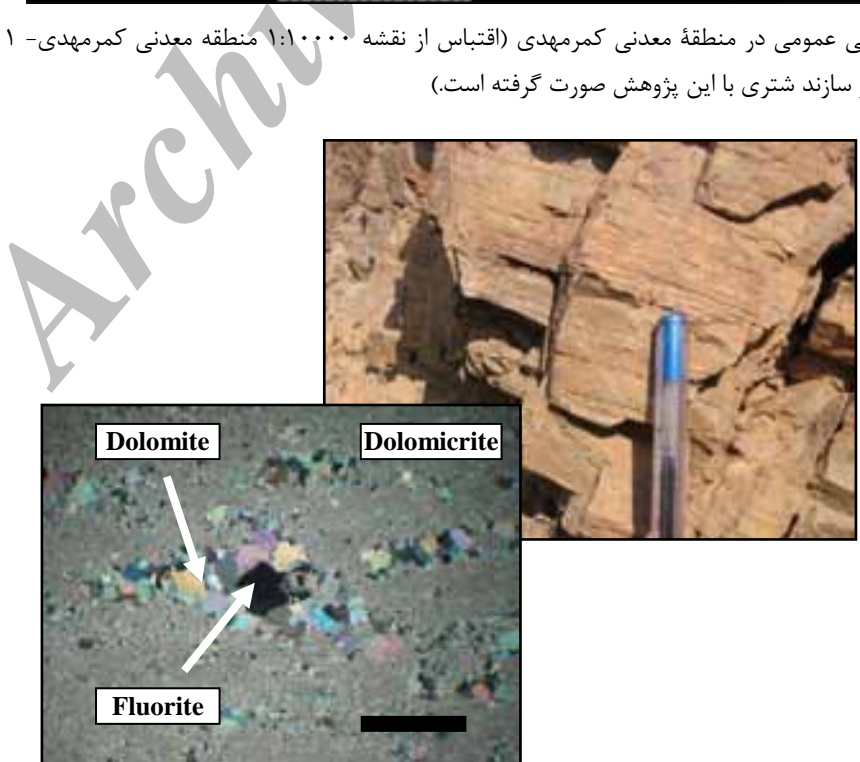 ی عمومی در منطقهٔ معدنی کمرمهدی (اقتباس از نقشه ۱:۱۰۰۰۰ منطقه معدنی کمرمهدی- ۱
سازند شتری با این پژوهش صورت گرفته است.)
Archiv
Dolomite
Dolomicrite
Fluorite